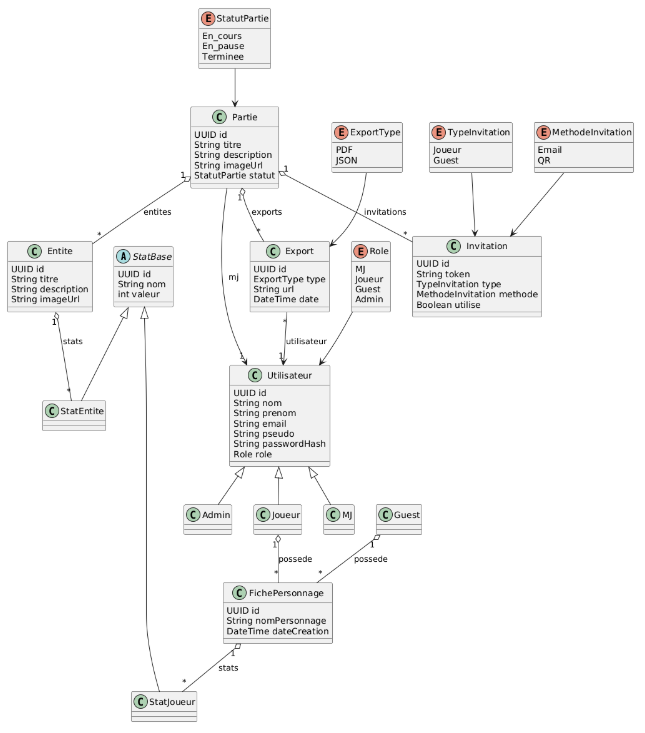 E StatutPartie
En_cours
En_pause
Terminee
C Partie
UUID id
String titre
String description
String imageUrl
StatutPartie statut
E ExportType
PDF
JSON
E TypeInvitation
Joueur
Guest
E MethodeInvitation
Email
QR
1
1
1
entites
exports
invitations
*
*
*
C Entite
UUID id
String titre
String description
String imageUrl
A StatBase
UUID id
String nom
int valeur
mj
C Export
UUID id
ExportType type
String url
DateTime date
E Role
MJ
Joueur
Guest
Admin
C Invitation
UUID id
String token
TypeInvitation type
MethodeInvitation methode
Boolean utilise
1
stats
*
*
utilisateur
1
1
C StatEntite
C Utilisateur
UUID id
String nom
String prenom
String email
String pseudo
String passwordHash
Role role
C Admin
C Joueur
C MJ
C Guest
1
possede
*
1
possede
*
C FichePersonnage
UUID id
String nomPersonnage
DateTime dateCreation
1
stats
*
C StatJoueur